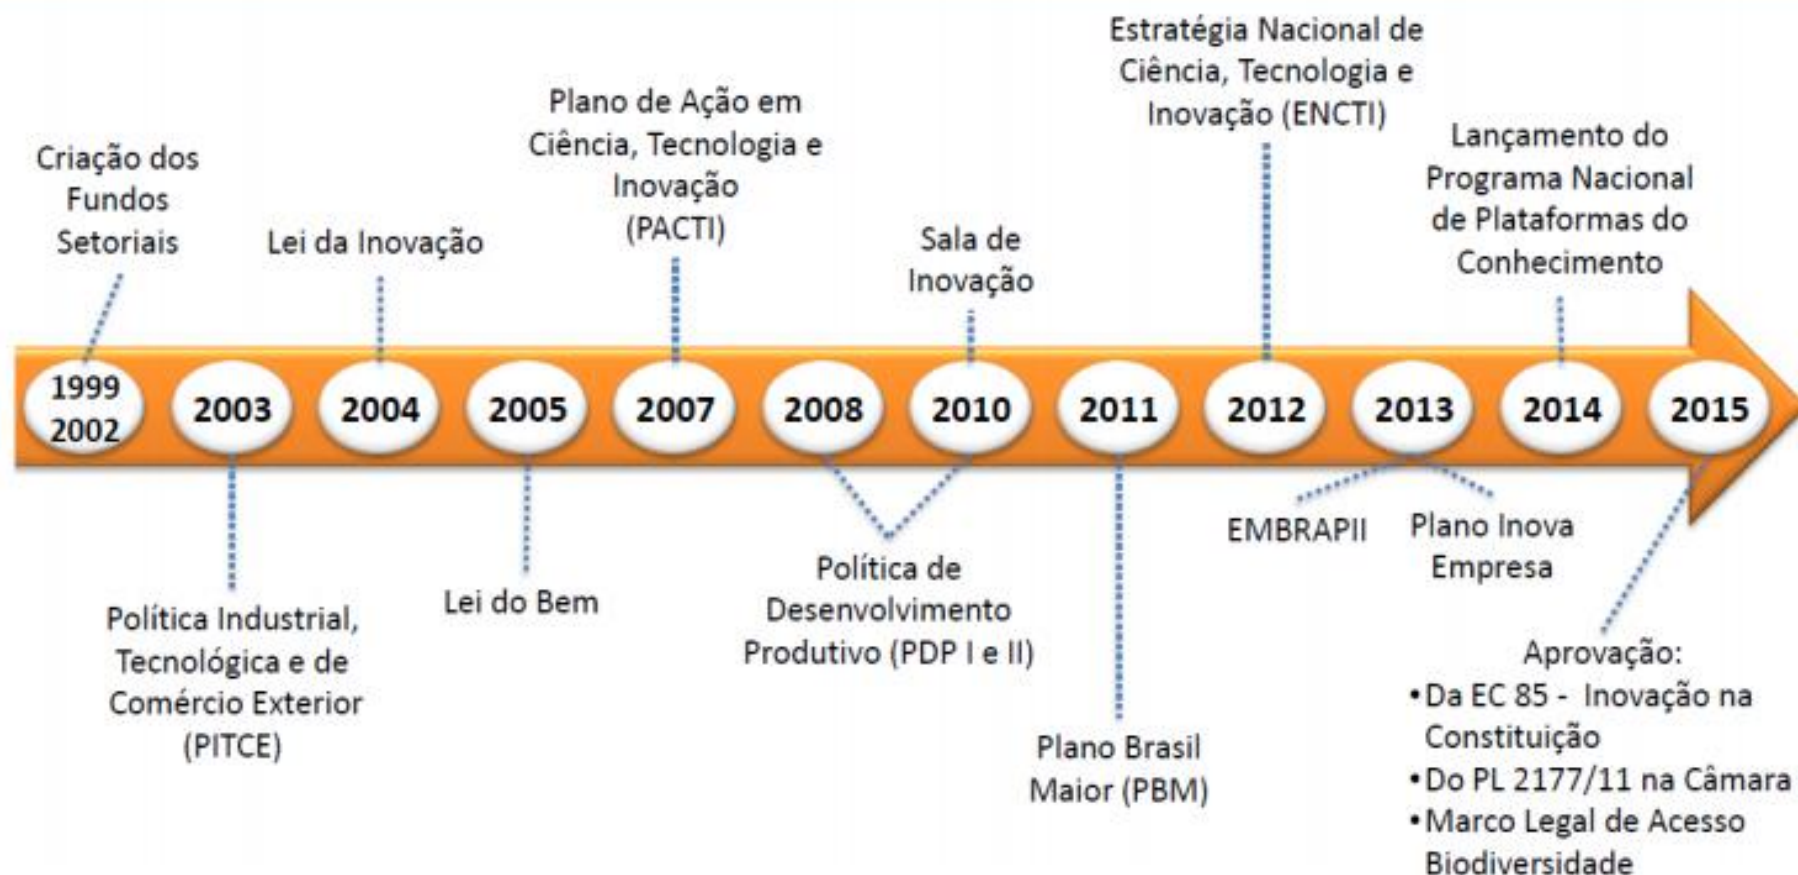 Criação dos
Fundos
Setoriais
Lei da Inovação
Plano de Ação em
Ciência, Tecnologia e
Inovação
(PACTI)
Sala de
Inovação
Estratégia Nacional de
Ciência, Tecnologia e
Inovação (ENCTI)
Lançamento do
Programa Nacional
de Plataformas do
Conhecimento
1999
2002
2003
2004
2005
2007
2008
2010
2011
2012
2013
2014
2015
Política Industrial,
Tecnológica e de
Comércio Exterior
(PITCE)
Lei do Bem
Política de
Desenvolvimento
Produtivo (PDP I e II)
Plano Brasil
Maior (PBM)
EMBRAPII
Plano Inova
Empresa
Aprovação:
•Da EC 85 - Inovação na
Constituição
•Do PL 2177/11 na Câmara
•Marco Legal de Acesso
Biodiversidade